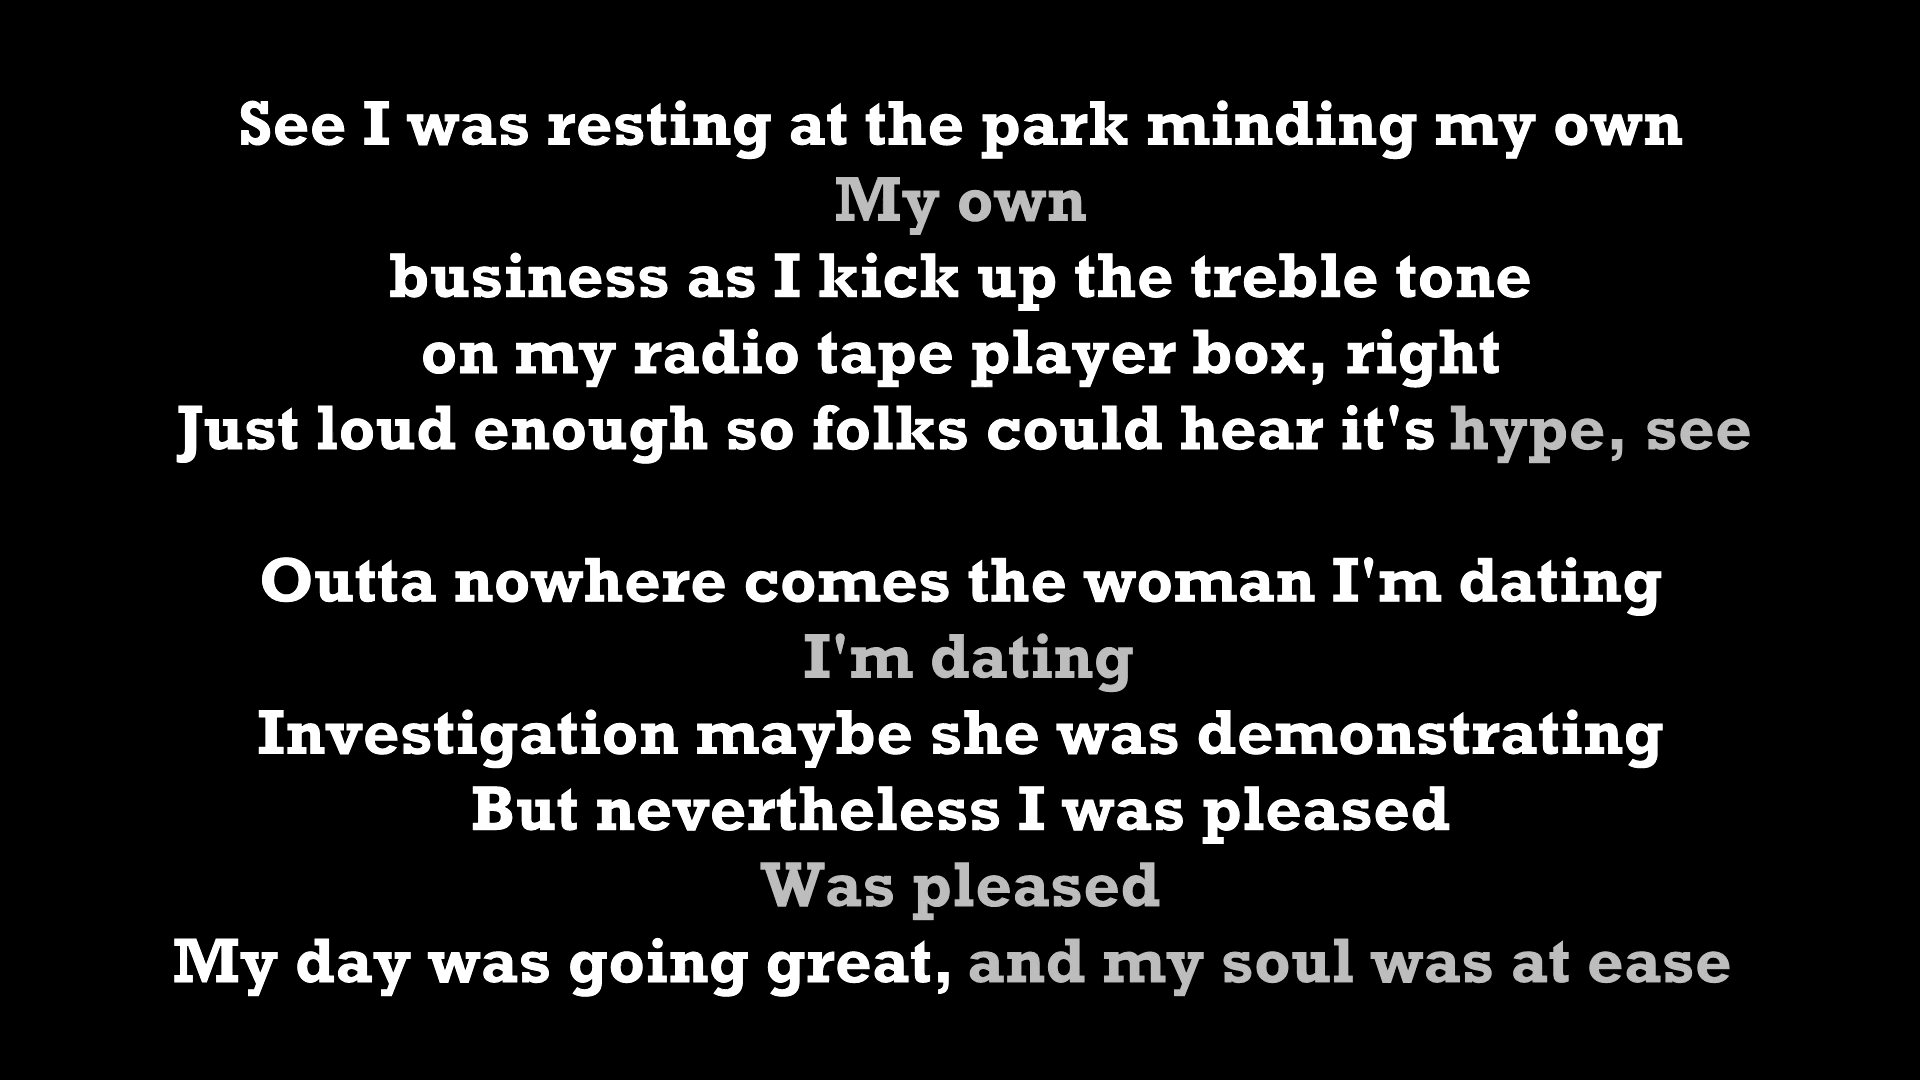 See I was resting at the park minding my own
My own
business as I kick up the treble tone
on my radio tape player box, right
Just loud enough so folks could hear it's hype, see
Outta nowhere comes the woman I'm dating
I'm dating
Investigation maybe she was demonstrating
But nevertheless I was pleased
Was pleased
My day was going great, and my soul was at ease